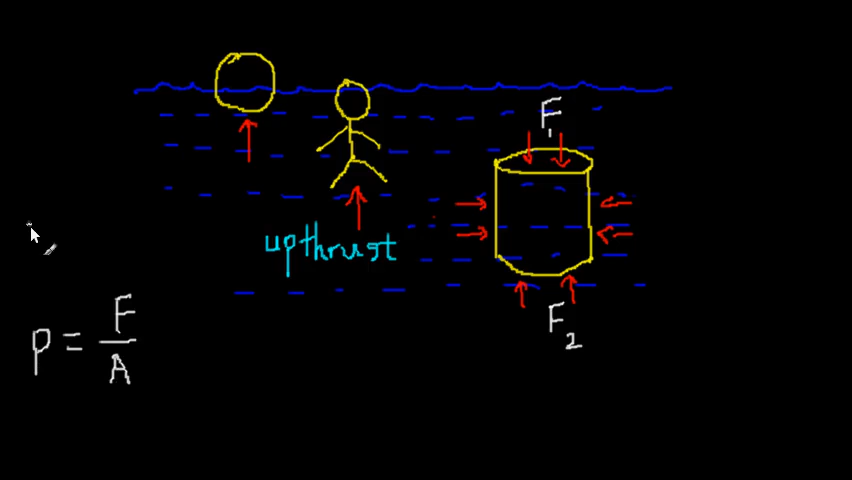 F₁
upthrust
F₂
p = F/A